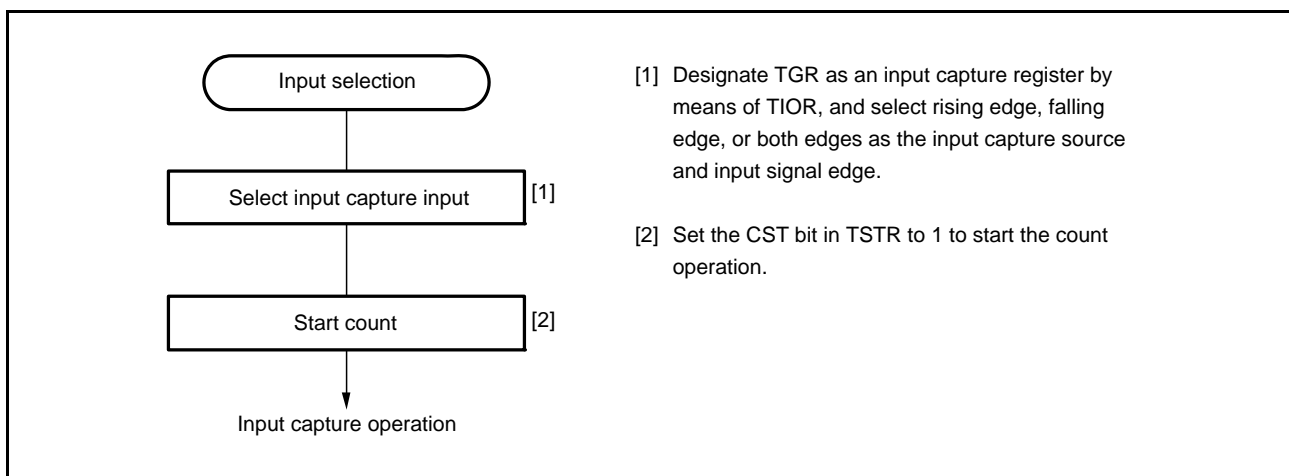 Input selection
Select input capture input
[1]
Start count
[2]
Input capture operation
[1] Designate TGR as an input capture register by
means of TIOR, and select rising edge, falling
edge, or both edges as the input capture source
and input signal edge.
[2] Set the CST bit in TSTR to 1 to start the count
operation.